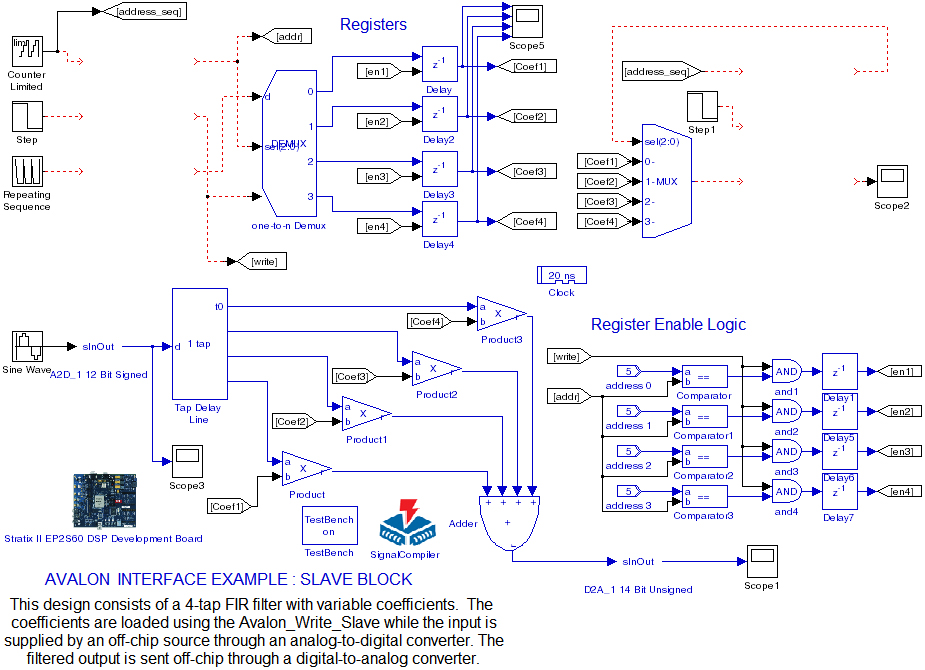 [address_seq]
lim
Counter
Limited
Step
Repeating
Sequence
Registers
[addr]
d
sel(2:0)
DEMUX
0
1
2
3
one-to-n Demux
[write]
[en1]
z-1
Delay
[en2]
z-1
Delay2
[en3]
z-1
Delay3
[en4]
z-1
Delay4
Scope5
[Coef1]
[Coef2]
[Coef3]
[Coef4]
[address_seq]
Step1
sel(2:0)
[Coef1]
0-
[Coef2]
1- MUX
[Coef3]
2-
[Coef4]
3-
Scope2
20 ns
Clock
Sine Wave
sInOut
A2D_1 12 Bit Signed
t0
d
1 tap
Tap Delay
Line
Scope3
[Coef4]
a
b
X
r
Product3
[Coef3]
a
b
X
r
Product2
[Coef2]
a
b
X
r
Product1
[Coef1]
a
b
X
r
Product
Stratix II EP2S60 DSP Development Board
TestBench
on
TestBench
SignalCompiler
Adder
+ + + +
+
sInOut
D2A_1 14 Bit Unsigned
Scope1
Register Enable Logic
[write]
[addr]
5
address 0
a
b
==
Comparator
AND
and1
z-1
Delay1
[en1]
5
address 1
a
b
==
Comparator1
AND
and2
z-1
Delay5
[en2]
5
address 2
a
b
==
Comparator2
AND
and3
z-1
Delay6
[en3]
5
address 3
a
b
==
Comparator3
AND
and4
z-1
Delay7
[en4]
AVALON INTERFACE EXAMPLE : SLAVE BLOCK
This design consists of a 4-tap FIR filter with variable coefficients. The
coefficients are loaded using the Avalon_Write_Slave while the input is
supplied by an off-chip source through an analog-to-digital converter. The
filtered output is sent off-chip through a digital-to-analog converter.